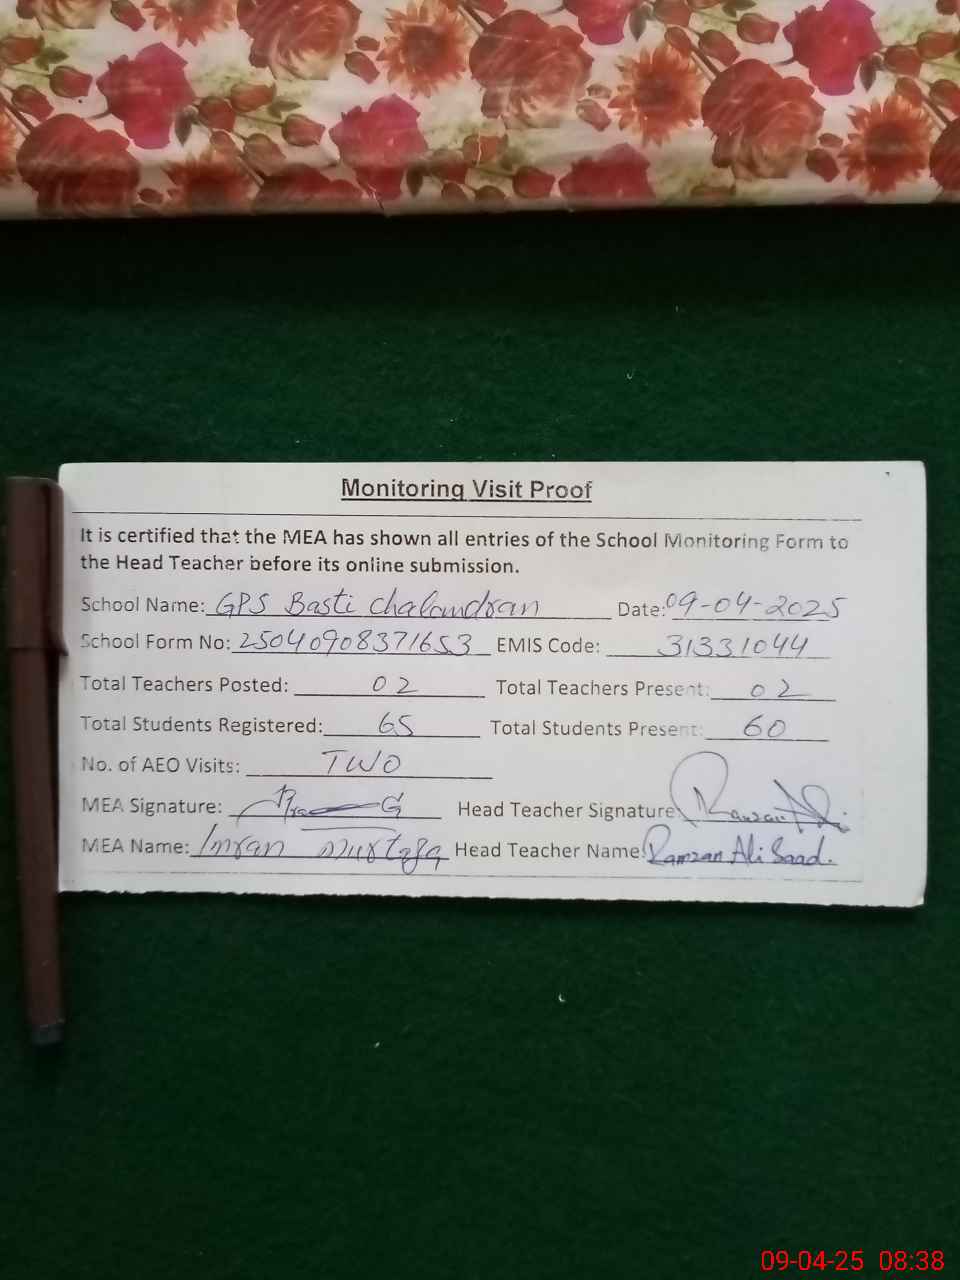 Monitoring Visit Proof
It is certified that the MEA has shown all entries of the School Monitoring Form to
the Head Teacher before its online submission.
School Name: GPS Basti Chalandran Date: 09-04-2025
School Form No: 25040908371653 EMIS Code: 31331044
Total Teachers Posted: 02 Total Teachers Present: 02
Total Students Registered: 65 Total Students Present: 60
No. of AEO Visits: TWO
MEA Signature: Head Teacher Signature: Ramzan Ali
MEA Name: Imran Murtaza Head Teacher Name: Ramzan Ali Saad.
09-04-25 08:38